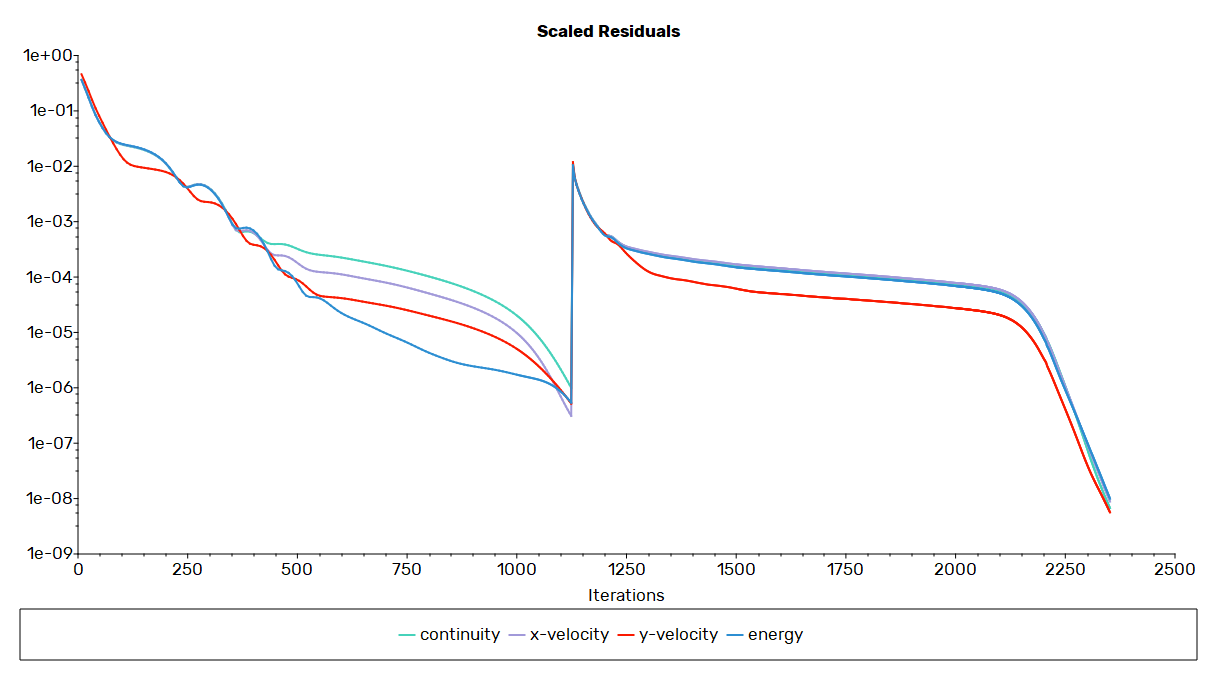 Scaled Residuals
1e+00
1e-01
1e-02
1e-03
1e-04
1e-05
1e-06
1e-07
1e-08
1e-09
0 250 500 750 1000 1250 1500 1750 2000 2250 2500
Iterations
continuity x-velocity y-velocity energy